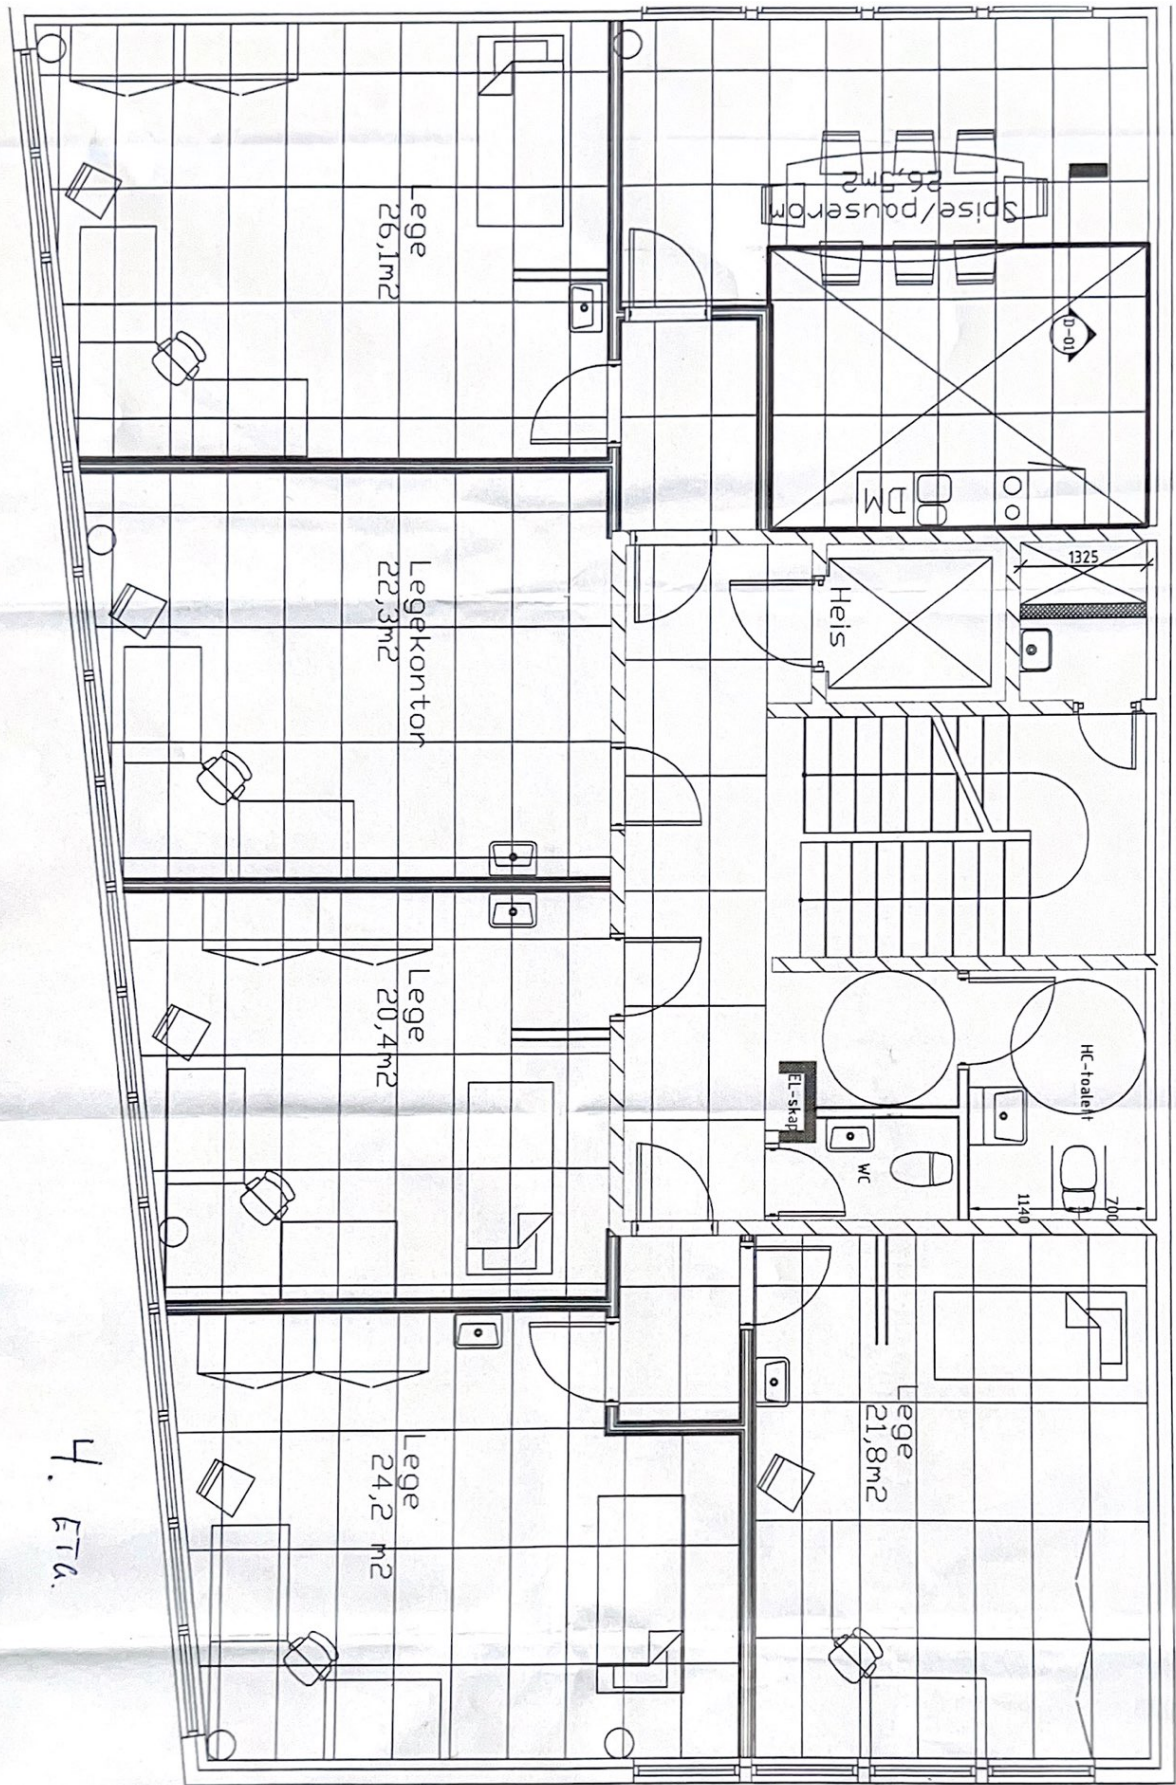 Lege
26,1m2
Spise/pauserom
26,5m2
D-01
DM
Legekontor
22,3m2
Heis
1325
Lege
20,4m2
EL-skap
WC
HC-toalett
700
1140
Lege
24,2 m2
Lege
21,8m2
4. ETG.